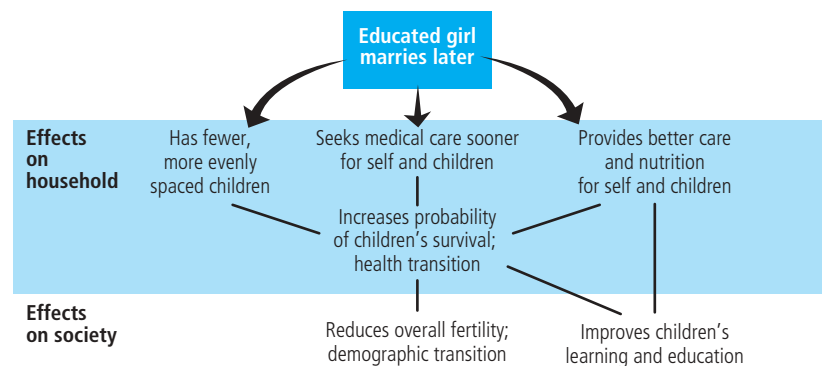 Educated girl
marries later
Effects
on
household
Has fewer,
more evenly
spaced children
Seeks medical care sooner
for self and children
Provides better care
and nutrition
for self and children
Increases probability
of children's survival;
health transition
Effects
on society
Reduces overall fertility;
demographic transition
Improves children's
learning and education